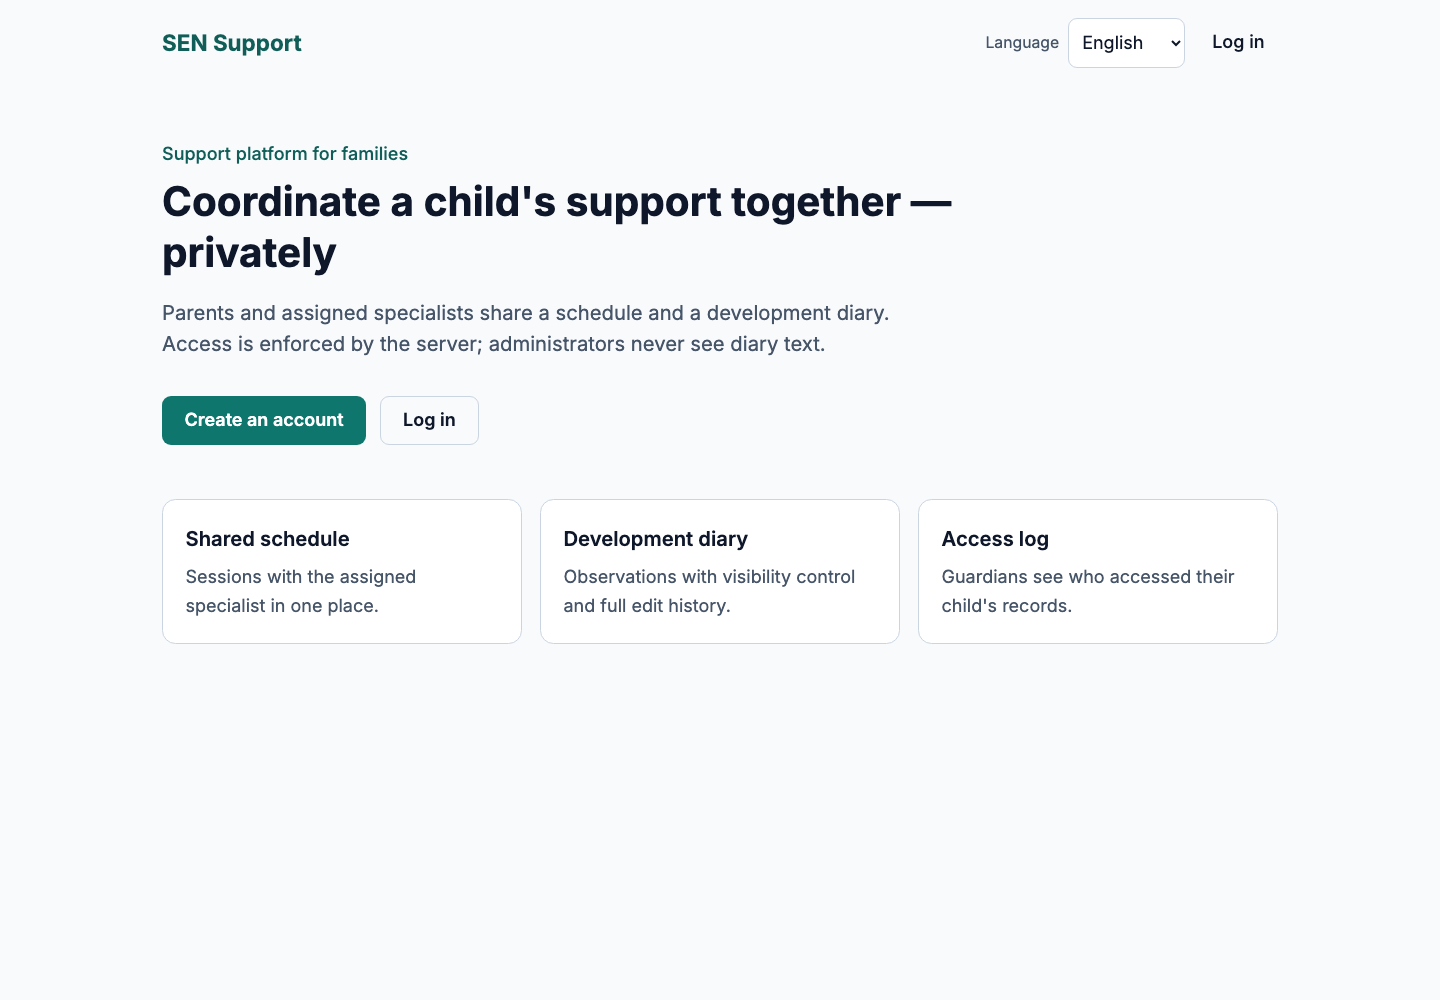 SEN Support
Language
English
Log in
Support platform for families
Coordinate a child's support together —
privately
Parents and assigned specialists share a schedule and a development diary.
Access is enforced by the server; administrators never see diary text.
Create an account
Log in
Shared schedule
Sessions with the assigned
specialist in one place.
Development diary
Observations with visibility control
and full edit history.
Access log
Guardians see who accessed their
child's records.